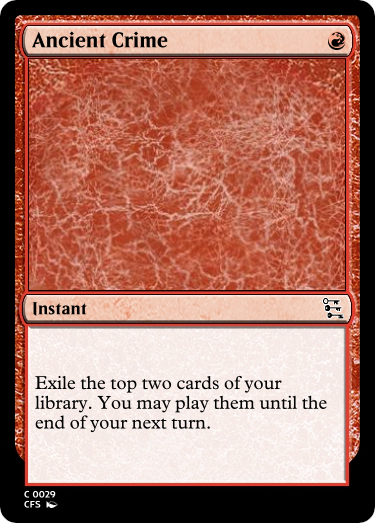 Ancient Crime
Instant
Exile the top two cards of your
library. You may play them until the
end of your next turn.
C 0029
CFS